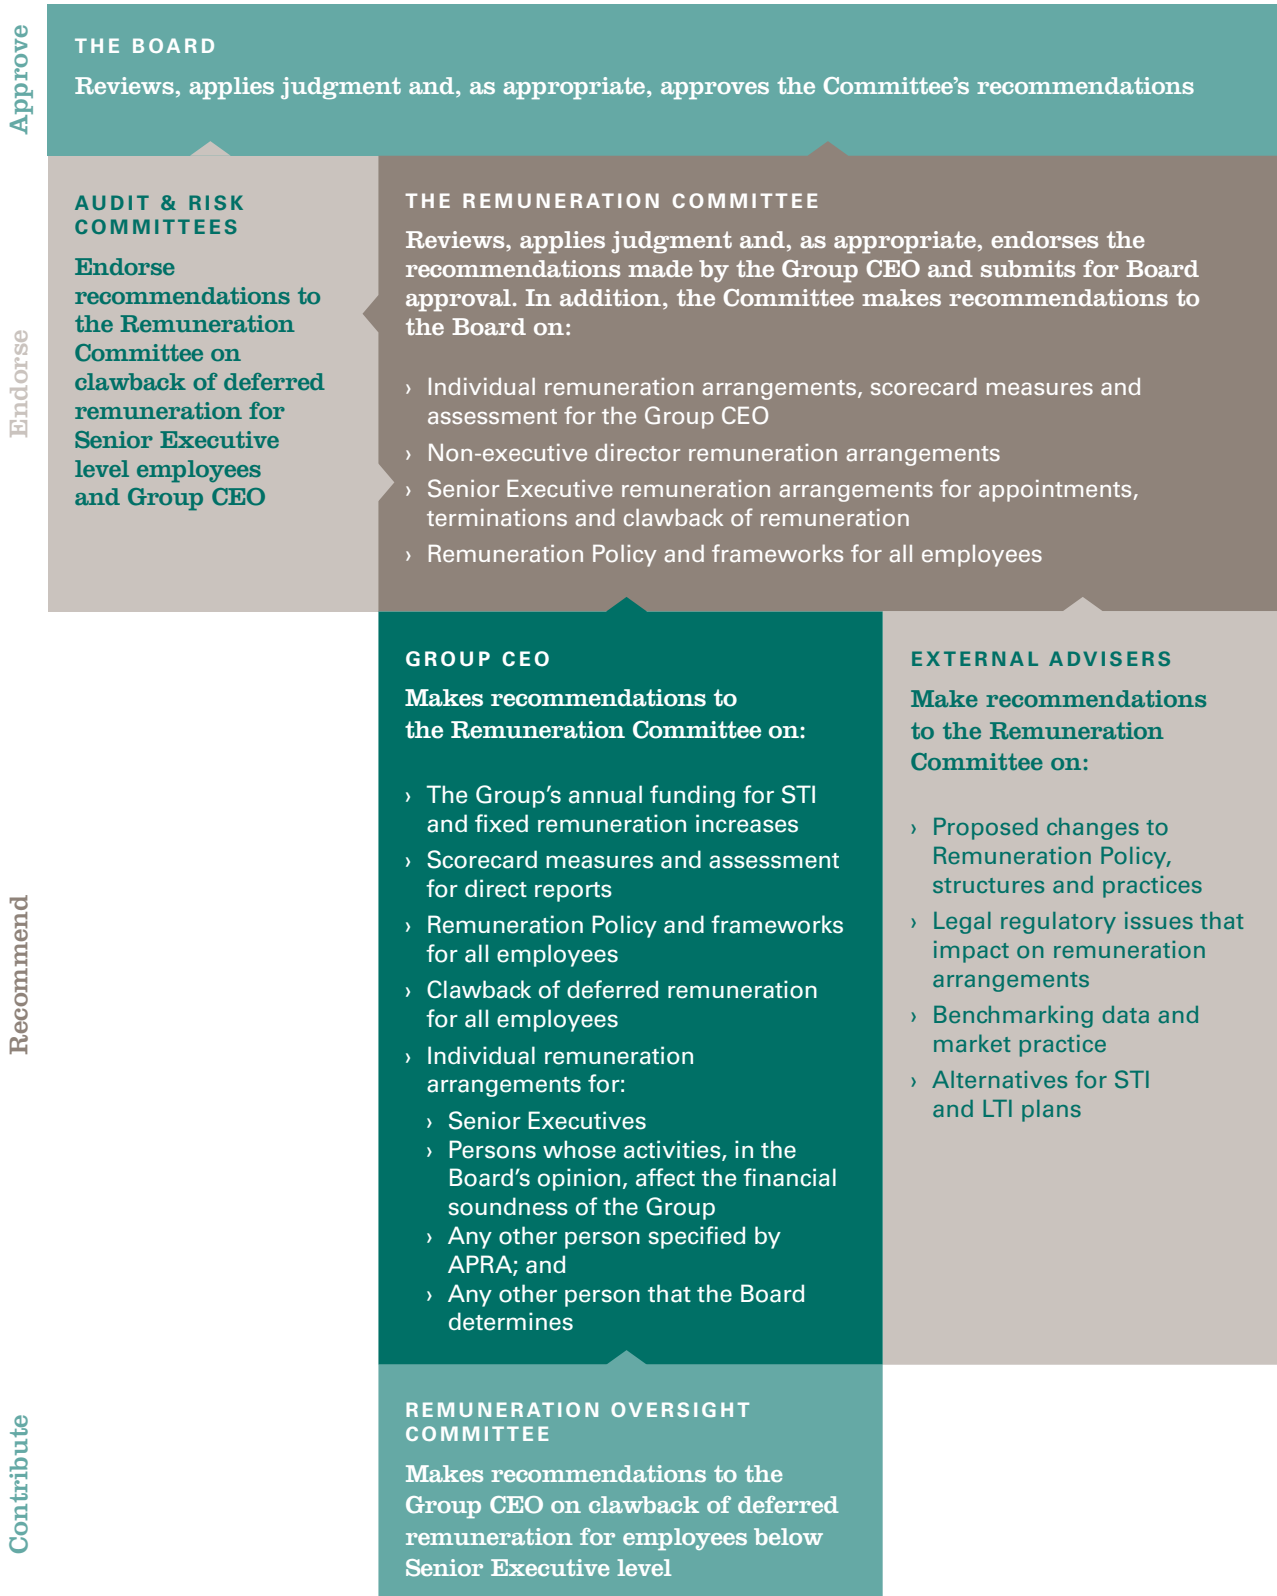 Approve
THE BOARD
Reviews, applies judgment and, as appropriate, approves the Committee’s recommendations
Endorse
AUDIT & RISK
COMMITTEES
Endorse
recommendations to
the Remuneration
Committee on
clawback of deferred
remuneration for
Senior Executive
level employees
and Group CEO
THE REMUNERATION COMMITTEE
Reviews, applies judgment and, as appropriate, endorses the
recommendations made by the Group CEO and submits for Board
approval. In addition, the Committee makes recommendations to
the Board on:
› Individual remuneration arrangements, scorecard measures and
assessment for the Group CEO
› Non-executive director remuneration arrangements
› Senior Executive remuneration arrangements for appointments,
terminations and clawback of remuneration
› Remuneration Policy and frameworks for all employees
Recommend
GROUP CEO
Makes recommendations to
the Remuneration Committee on:
› The Group’s annual funding for STI
and fixed remuneration increases
› Scorecard measures and assessment
for direct reports
› Remuneration Policy and frameworks
for all employees
› Clawback of deferred remuneration
for all employees
› Individual remuneration
arrangements for:
› Senior Executives
› Persons whose activities, in the
Board’s opinion, affect the financial
soundness of the Group
› Any other person specified by
APRA; and
› Any other person that the Board
determines
EXTERNAL ADVISERS
Make recommendations
to the Remuneration
Committee on:
› Proposed changes to
Remuneration Policy,
structures and practices
› Legal regulatory issues that
impact on remuneration
arrangements
› Benchmarking data and
market practice
› Alternatives for STI
and LTI plans
Contribute
REMUNERATION OVERSIGHT
COMMITTEE
Makes recommendations to the
Group CEO on clawback of deferred
remuneration for employees below
Senior Executive level